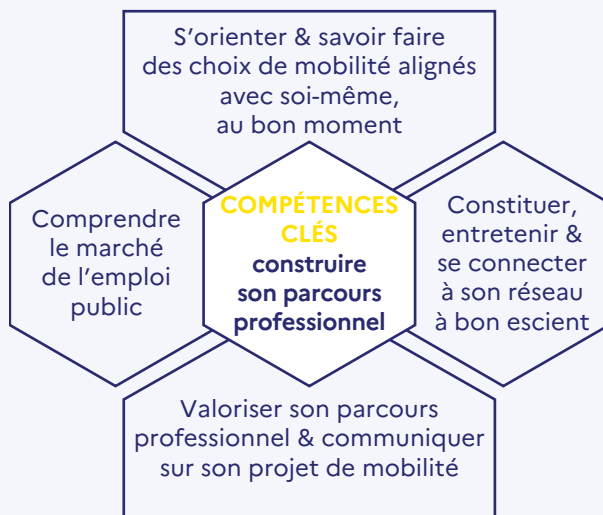 S'orienter & savoir faire
des choix de mobilité alignés
avec soi-même,
au bon moment
Comprendre
le marché
de l'emploi
public
COMPÉTENCES
CLÉS
construire
son parcours
professionnel
Constituer,
entretenir &
se connecter
à son réseau
à bon escient
Valoriser son parcours
professionnel & communiquer
sur son projet de mobilité